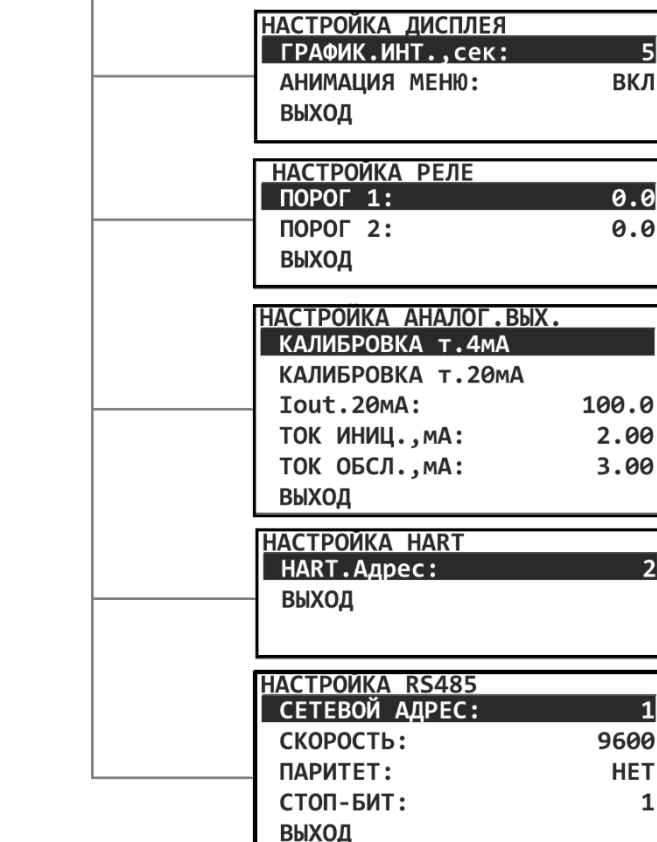 НАСТРОЙКА ДИСПЛЕЯ
ГРАФИК.ИНТ.,сек: 5
АНИМАЦИЯ МЕНЮ: ВКЛ
ВЫХОД
НАСТРОЙКА РЕЛЕ
ПОРОГ 1: 0.0
ПОРОГ 2: 0.0
ВЫХОД
НАСТРОЙКА АНАЛОГ.ВЫХ.
КАЛИБРОВКА т.4мА
КАЛИБРОВКА т.20мА
Iout.20мА: 100.0
ТОК ИНИЦ.,мА: 2.00
ТОК ОБСЛ.,мА: 3.00
ВЫХОД
НАСТРОЙКА HART
HART.Адрес: 2
ВЫХОД
НАСТРОЙКА RS485
СЕТЕВОЙ АДРЕС: 1
СКОРОСТЬ: 9600
ПАРИТЕТ: НЕТ
СТОП-БИТ: 1
ВЫХОД